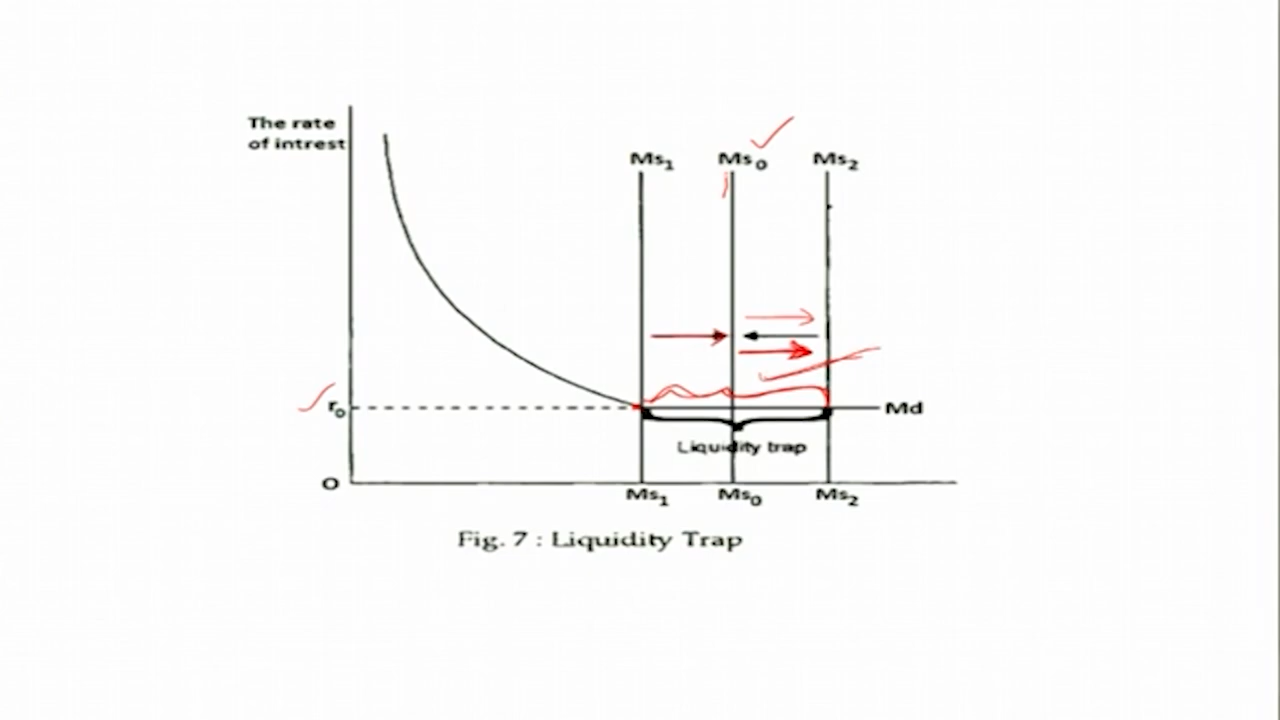 The rate
of intrest
Ms1 Ms0 Ms2
r0
Md
Liquidity trap
O
Ms1 Ms0 Ms2
Fig. 7 : Liquidity Trap